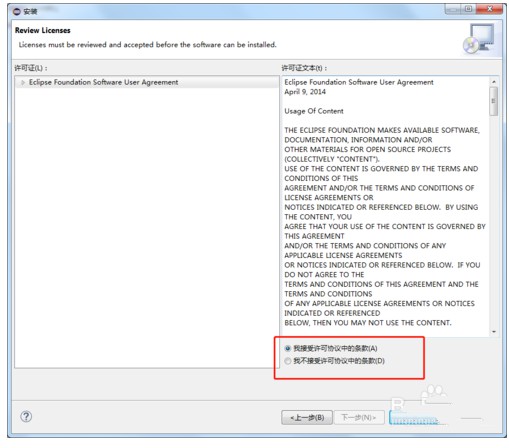 安装
Review Licenses
Licenses must be reviewed and accepted before the software can be installed.
许可证(L)：
许可证文本(t)：
Eclipse Foundation Software User Agreement
Eclipse Foundation Software User Agreement
April 9, 2014
Usage Of Content
THE ECLIPSE FOUNDATION MAKES AVAILABLE SOFTWARE,
DOCUMENTATION, INFORMATION AND/OR
OTHER MATERIALS FOR OPEN SOURCE PROJECTS
(COLLECTIVELY "CONTENT").
USE OF THE CONTENT IS GOVERNED BY THE TERMS AND
CONDITIONS OF THIS
AGREEMENT AND/OR THE TERMS AND CONDITIONS OF
LICENSE AGREEMENTS OR
NOTICES INDICATED OR REFERENCED BELOW.  BY USING
THE CONTENT, YOU
AGREE THAT YOUR USE OF THE CONTENT IS GOVERNED BY
THIS AGREEMENT
AND/OR THE TERMS AND CONDITIONS OF ANY
APPLICABLE LICENSE AGREEMENTS
OR NOTICES INDICATED OR REFERENCED BELOW.  IF YOU
DO NOT AGREE TO THE
TERMS AND CONDITIONS OF THIS AGREEMENT AND THE
TERMS AND CONDITIONS
OF ANY APPLICABLE LICENSE AGREEMENTS OR NOTICES
INDICATED OR REFERENCED
BELOW, THEN YOU MAY NOT USE THE CONTENT.
我接受许可协议中的条款(A)
我不接受许可协议中的条款(D)
<上一步(B)
下一步(N)>